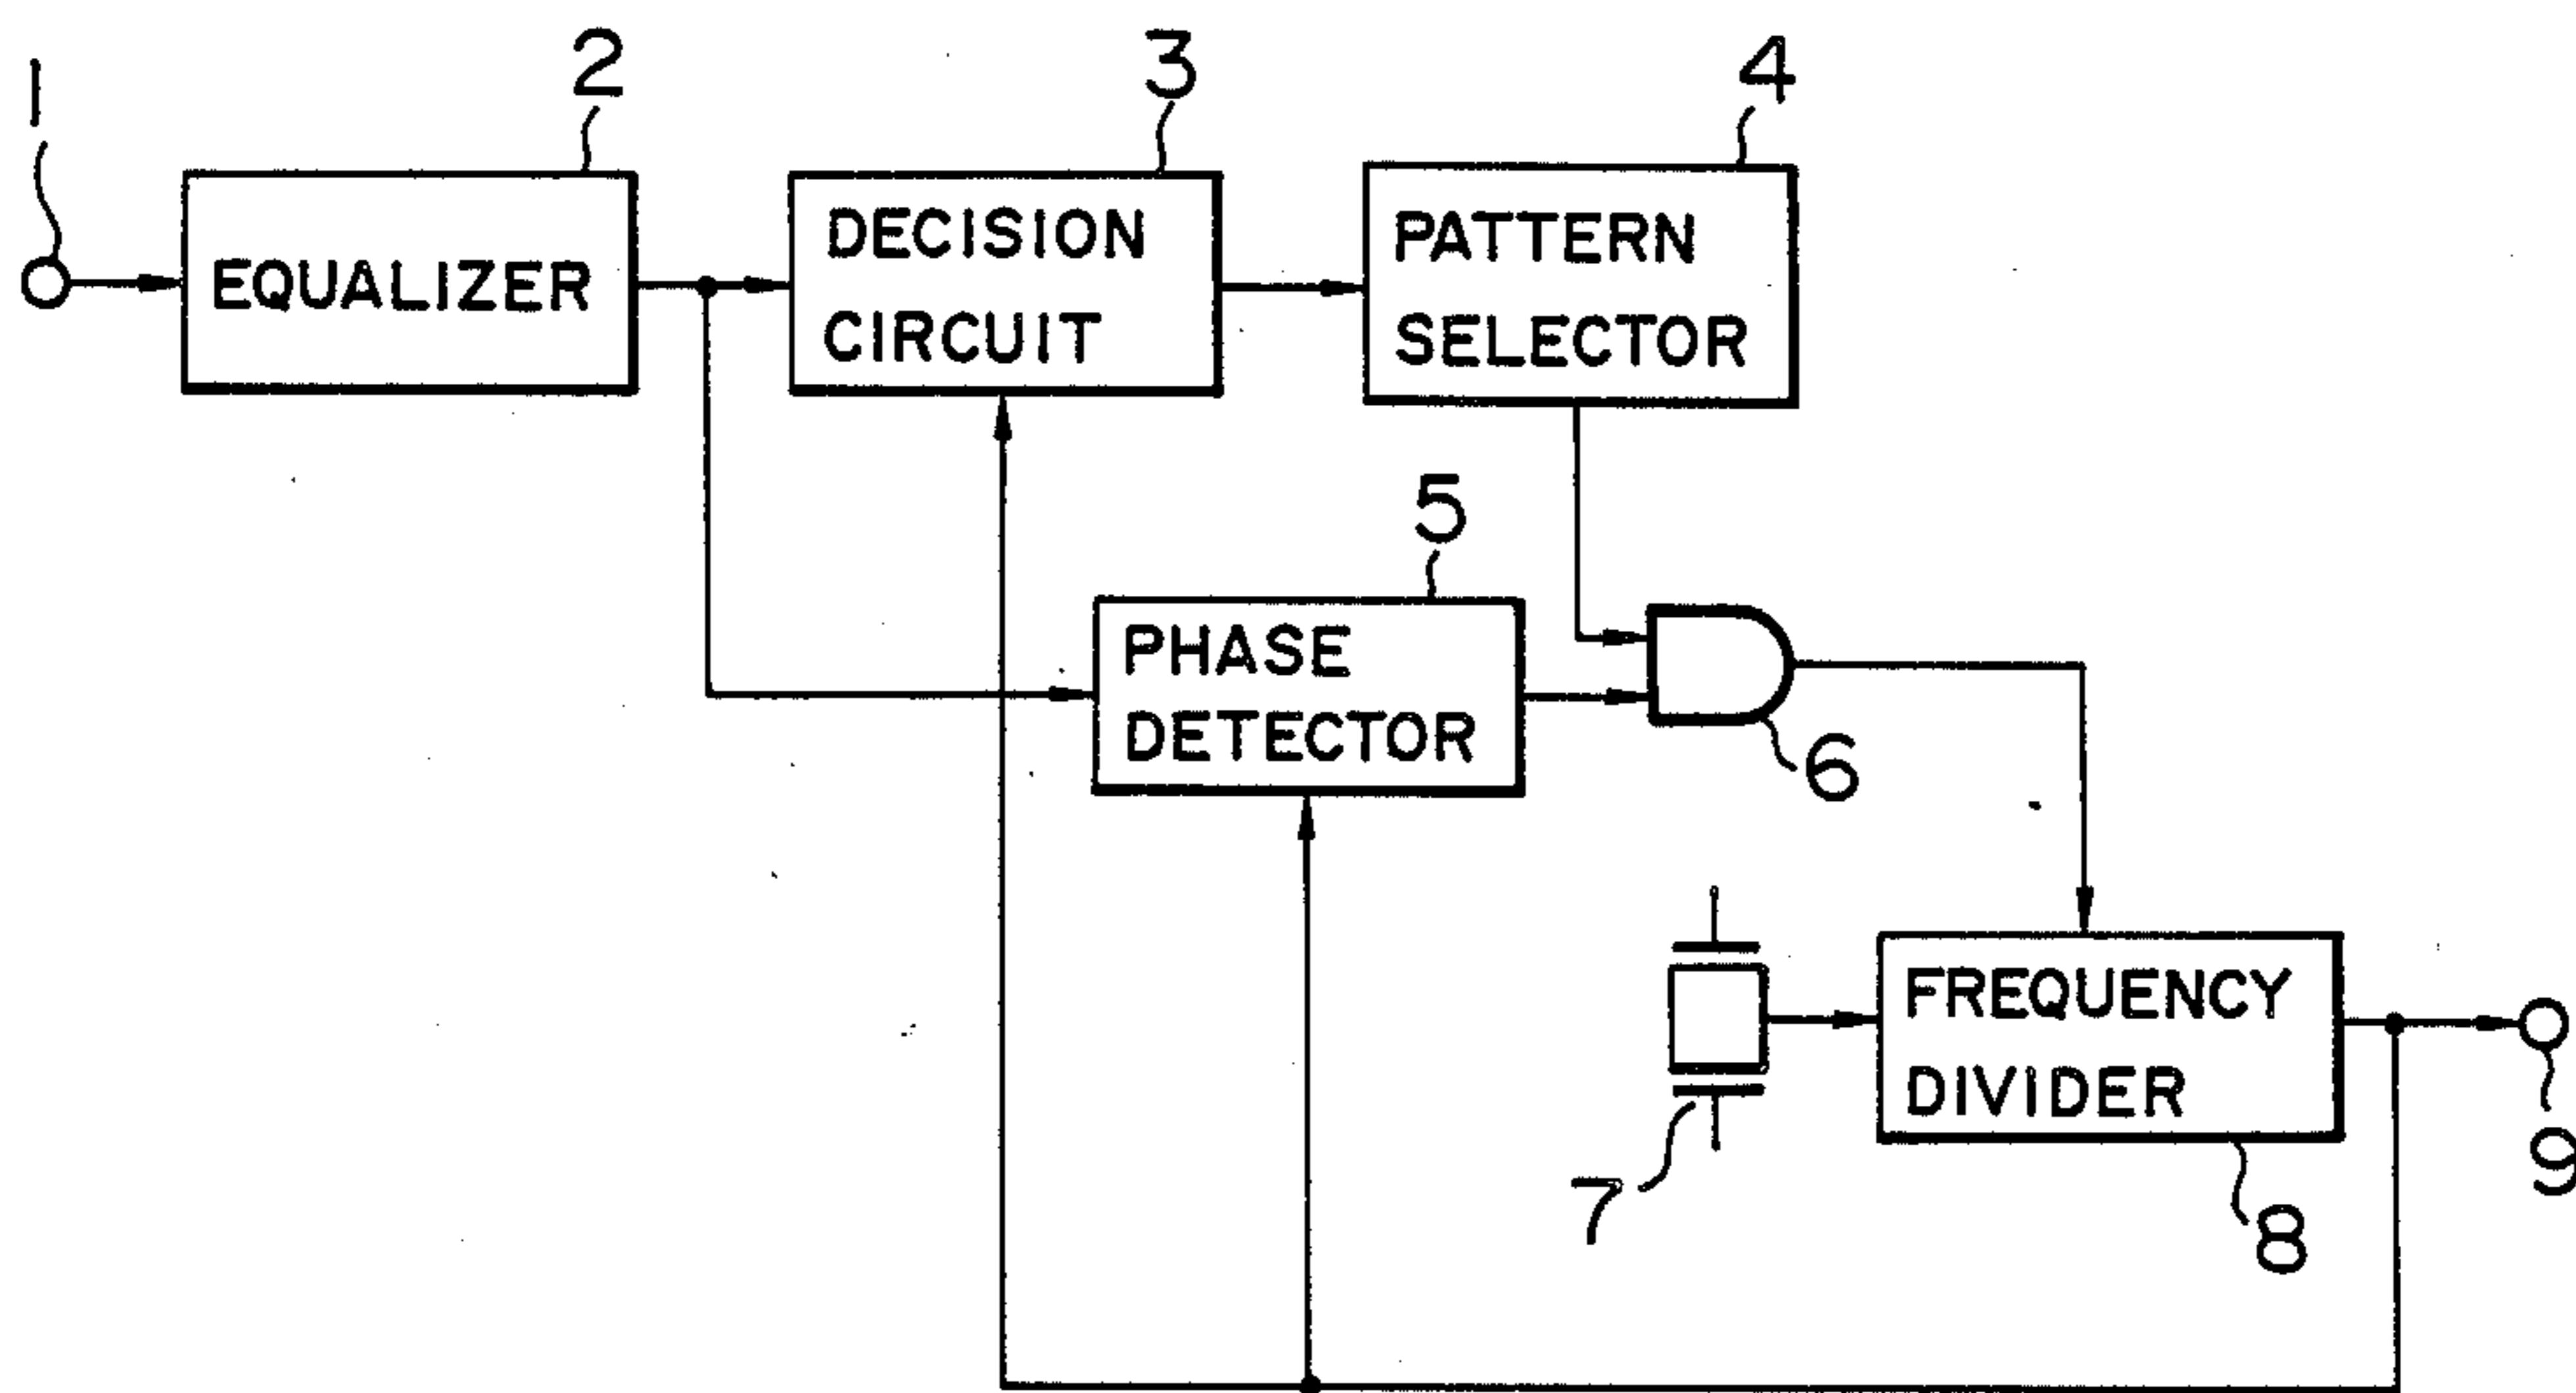 1
2
3
4
EQUALIZER
DECISION
CIRCUIT
PATTERN
SELECTOR
5
PHASE
DETECTOR
6
7
FREQUENCY
DIVIDER
8
9